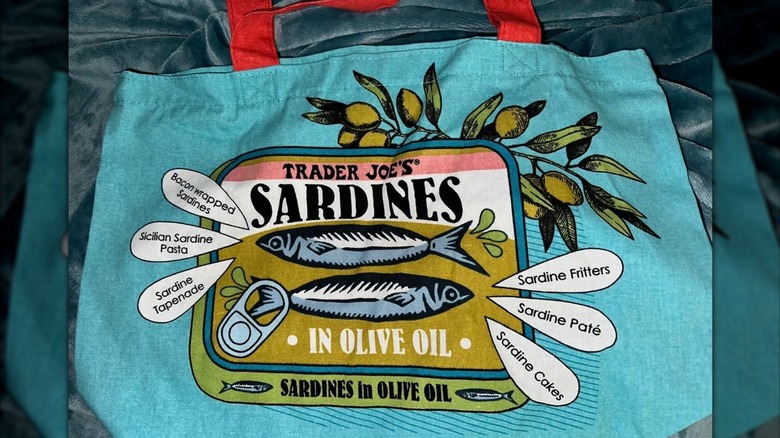 TRADER JOE'S®
SARDINES
Bacon wrapped
Sardines
Sicilian Sardine
Pasta
Sardine
Tapenade
Sardine Fritters
Sardine Paté
Sardine Cakes
• IN OLIVE OIL •
SARDINES in OLIVE OIL